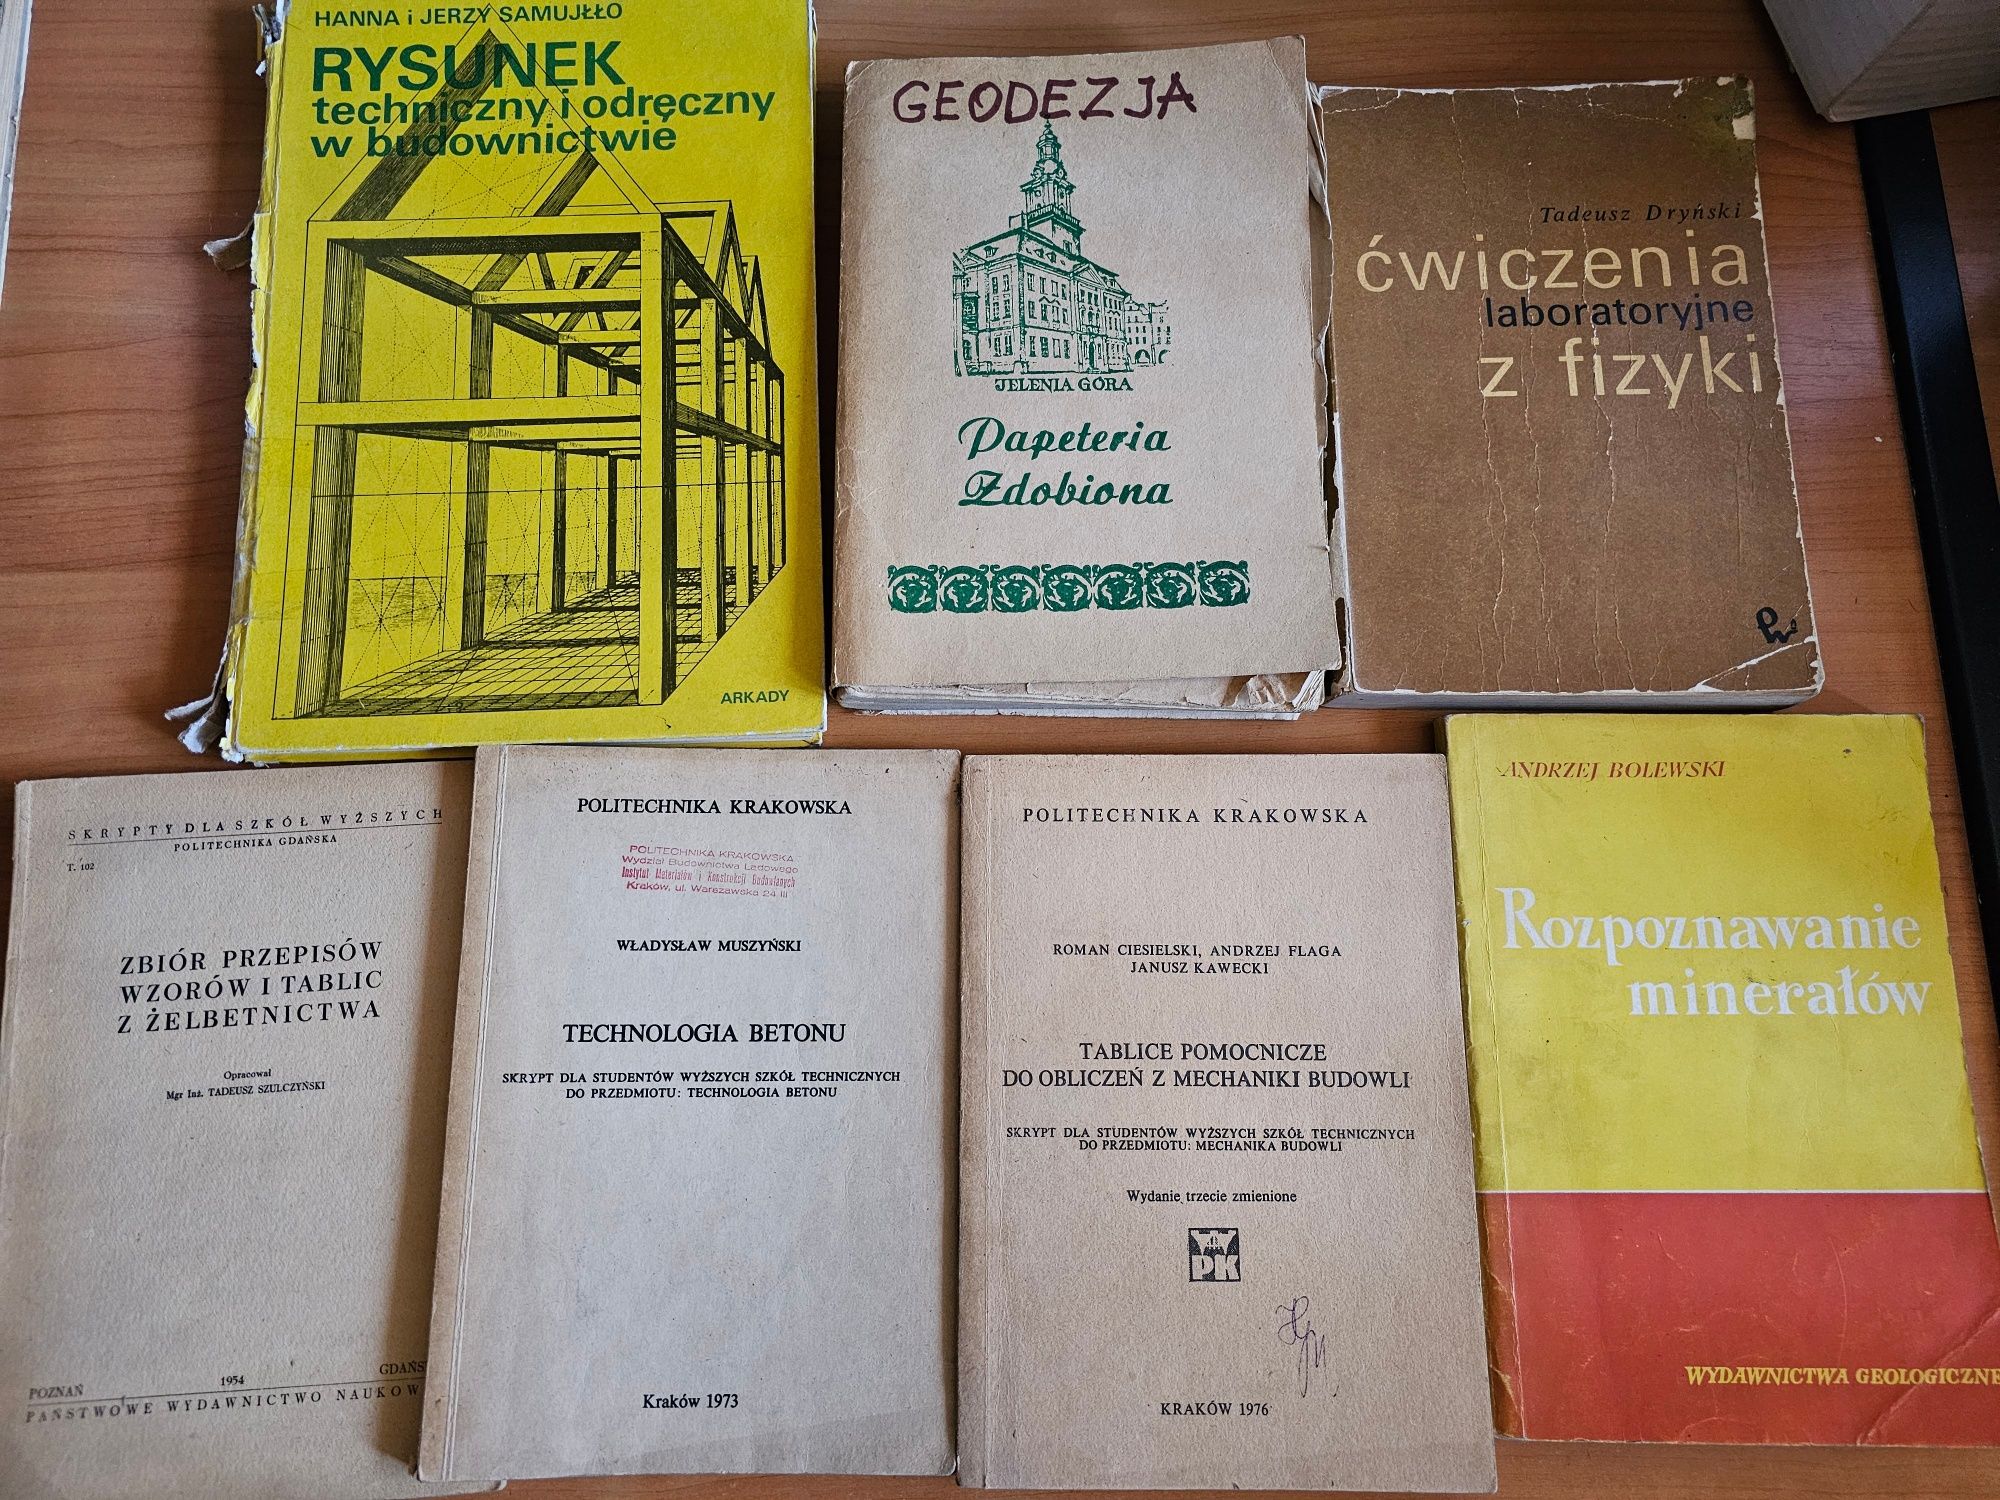 HANNA i JERZY SAMUJŁŁO
RYSUNEK
techniczny i odręczny
w budownictwie
ARKADY
GEODEZJA
JELENIA GÓRA
Papeteria
Zdobiona
Tadeusz Dryński
ćwiczenia
laboratoryjne
z fizyki
SKRYPTY DLA SZKÓŁ WYŻSZYCH
POLITECHNIKA GDAŃSKA
T. 102
ZBIÓR PRZEPISÓW
WZORÓW I TABLIC
Z ŻELBETNICTWA
Opracował
Mgr Inż. TADEUSZ SZULCZYŃSKI
POZNAŃ 1954 GDAŃS
PAŃSTWOWE WYDAWNICTWO NAUKOW
POLITECHNIKA KRAKOWSKA
POLITECHNIKA KRAKOWSKA
Wydział Budownictwa Lądowego
Instytut Materiałów i Konstrukcji Budowlanych
Kraków, ul. Warszawska 24 III
WŁADYSŁAW MUSZYŃSKI
TECHNOLOGIA BETONU
SKRYPT DLA STUDENTÓW WYŻSZYCH SZKÓŁ TECHNICZNYCH
DO PRZEDMIOTU: TECHNOLOGIA BETONU
Kraków 1973
POLITECHNIKA KRAKOWSKA
ROMAN CIESIELSKI, ANDRZEJ FLAGA
JANUSZ KAWECKI
TABLICE POMOCNICZE
DO OBLICZEŃ Z MECHANIKI BUDOWLI
SKRYPT DLA STUDENTÓW WYŻSZYCH SZKÓŁ TECHNICZNYCH
DO PRZEDMIOTU: MECHANIKA BUDOWLI
Wydanie trzecie zmienione
PK
KRAKÓW 1976
ANDRZEJ BOLEWSKI
Rozpoznawanie
minerałów
WYDAWNICTWA GEOLOGICZNE